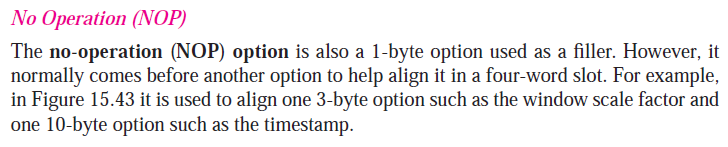 No Operation (NOP)
The no-operation (NOP) option is also a 1-byte option used as a filler. However, it
normally comes before another option to help align it in a four-word slot. For example,
in Figure 15.43 it is used to align one 3-byte option such as the window scale factor and
one 10-byte option such as the timestamp.